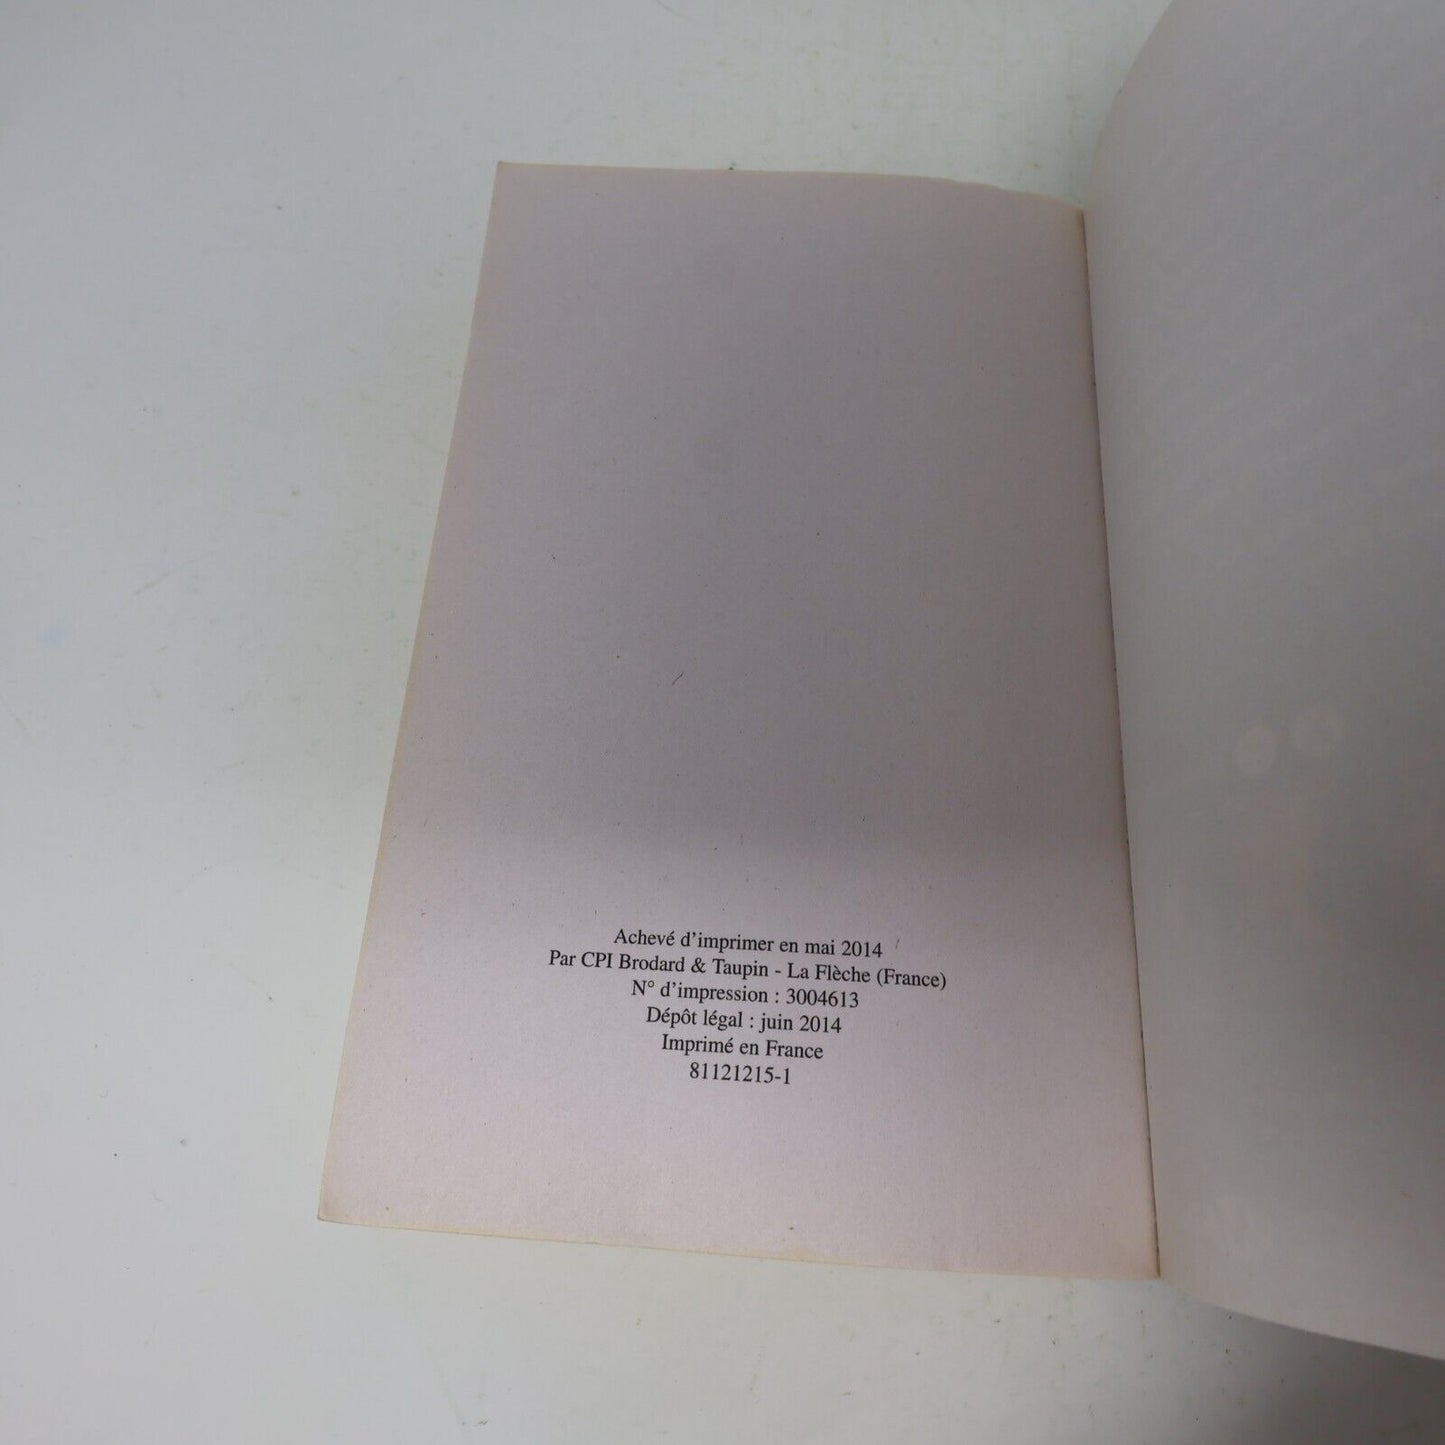 Achevé d’imprimer en mai 2014
Par CPI Brodard & Taupin - La Flèche (France)
N° d’impression : 3004613
Dépôt légal : juin 2014
Imprimé en France
81121215-1